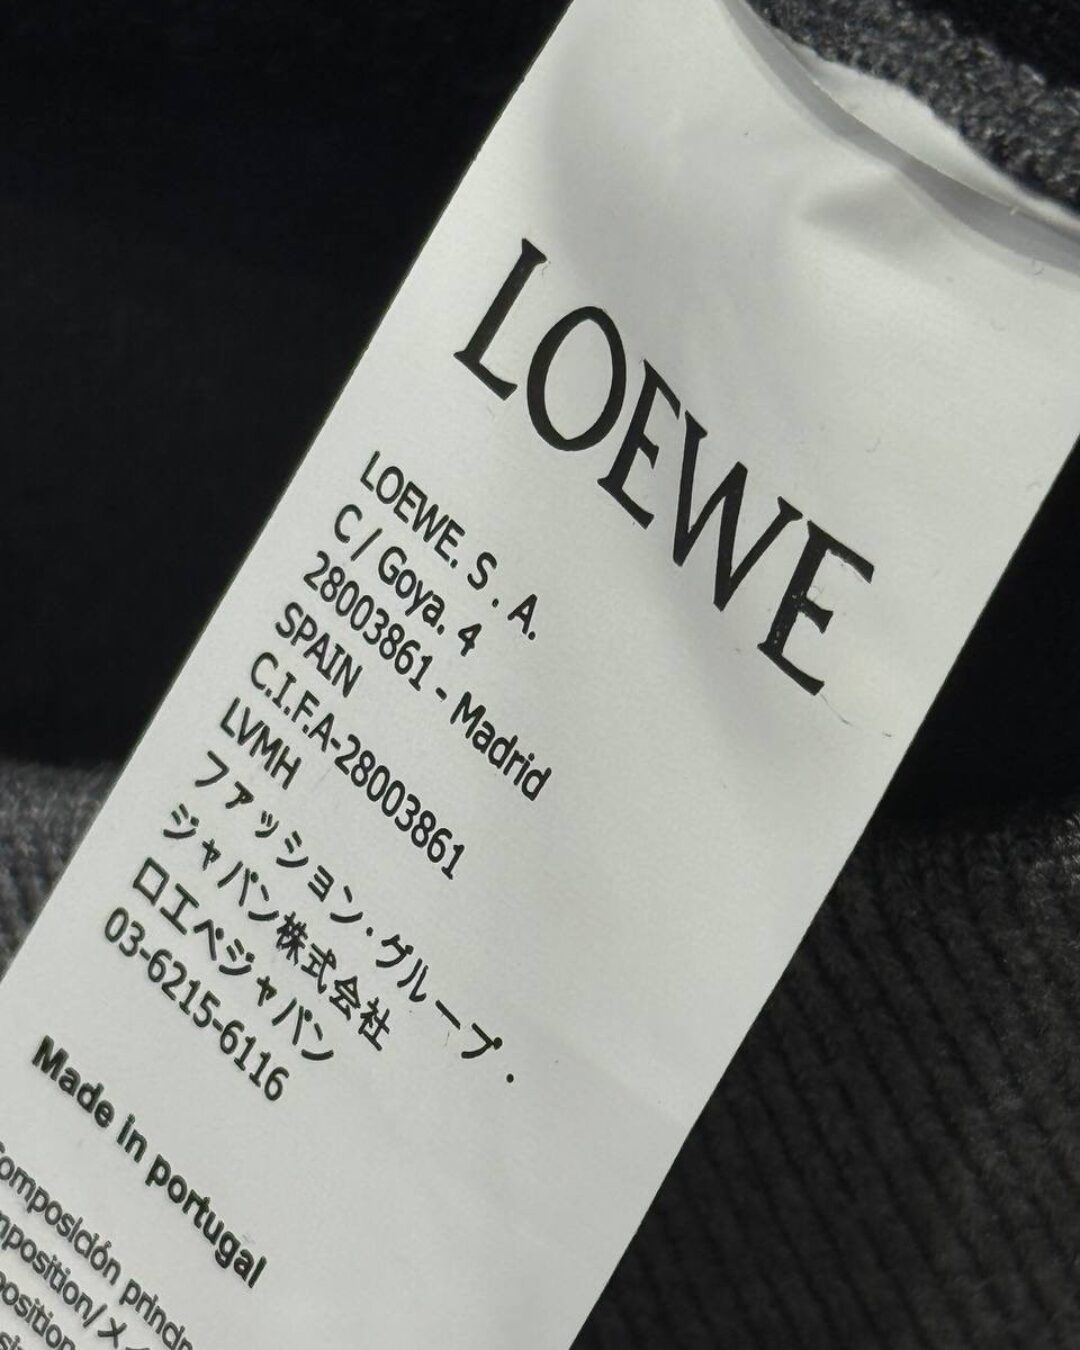 LOEWE
LOEWE. S . A.
C / Goya. 4
28003861 - Madrid
SPAIN
C.I.F.A-28003861
LVMH
ファッション・グループ・
ジャパン株式会社
ロエペジャパン
03-6215-6116
Made in portugal